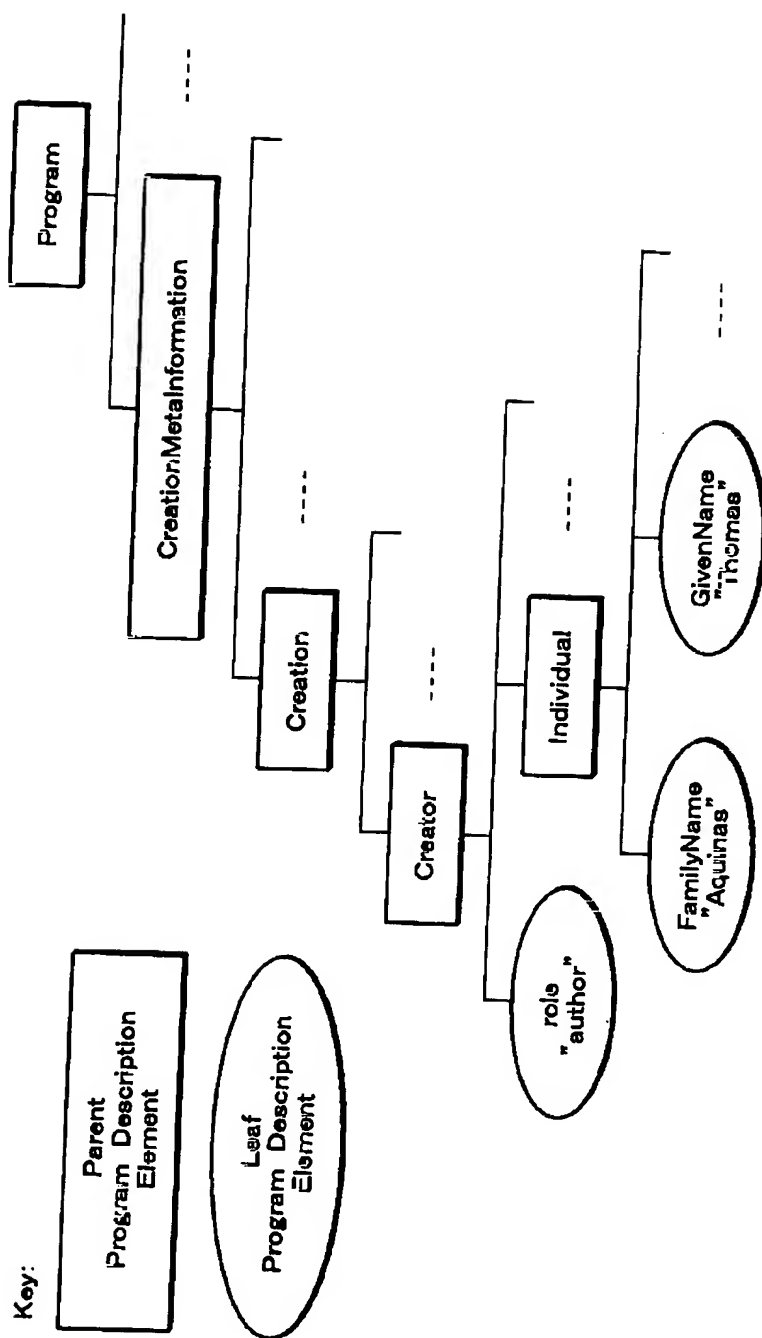 Key:
Parent
Program Description
Element
Leaf
Program Description
Element
Program
----
CreationMetaInformation
Creation
----
Creator
----
role
"author"
Individual
----
FamilyName
"Aquinas"
GivenName
"Thomas"
----